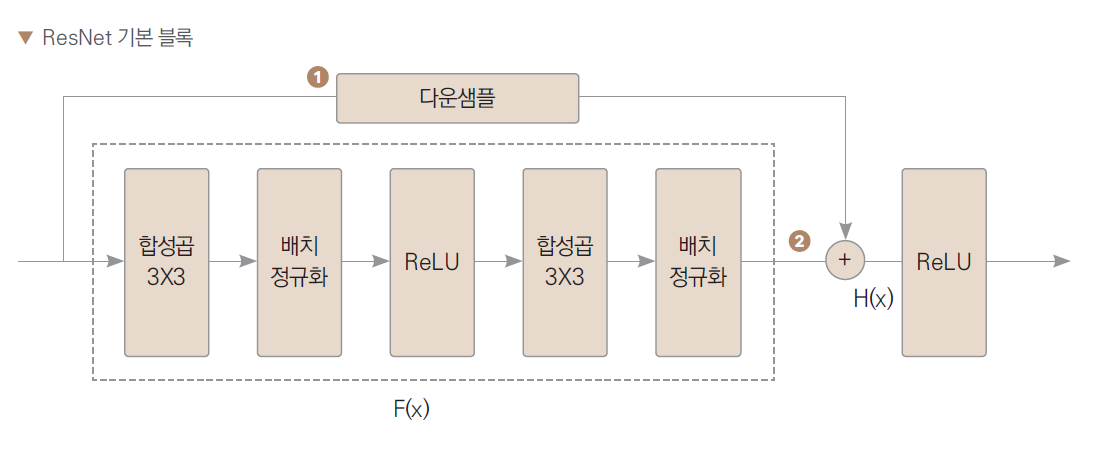 ▼ ResNet 기본 블록
1
다운샘플
합성곱
3X3
배치
정규화
ReLU
합성곱
3X3
배치
정규화
2
+
H(x)
ReLU
F(x)